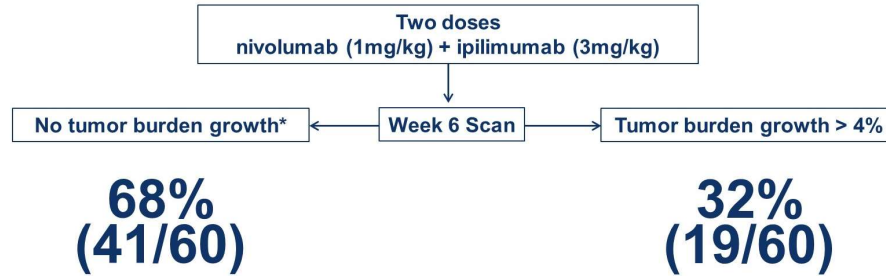 Two doses
nivolumab (1mg/kg) + ipilimumab (3mg/kg)
No tumor burden growth*
Week 6 Scan
Tumor burden growth > 4%
68%
(41/60)
32%
(19/60)